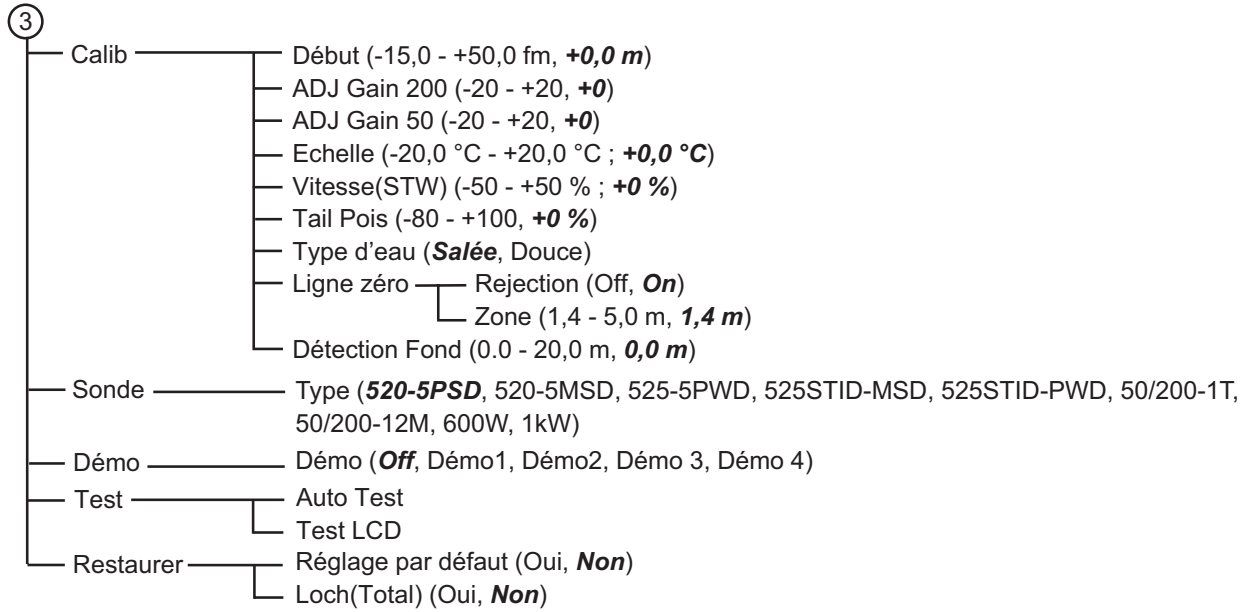 3
Calib
Début (-15,0 - +50,0 fm, +0,0 m)
ADJ Gain 200 (-20 - +20, +0)
ADJ Gain 50 (-20 - +20, +0)
Echelle (-20,0 °C - +20,0 °C ; +0,0 °C)
Vitesse(STW) (-50 - +50 % ; +0 %)
Tail Pois (-80 - +100, +0 %)
Type d'eau (Salée, Douce)
Ligne zéro
Rejection (Off, On)
Zone (1,4 - 5,0 m, 1,4 m)
Détection Fond (0.0 - 20,0 m, 0,0 m)
Sonde
Type (520-5PSD, 520-5MSD, 525-5PWD, 525STID-MSD, 525STID-PWD, 50/200-1T,
50/200-12M, 600W, 1kW)
Démo
Démo (Off, Démo1, Démo2, Démo 3, Démo 4)
Test
Auto Test
Test LCD
Restaurer
Réglage par défaut (Oui, Non)
Loch(Total) (Oui, Non)